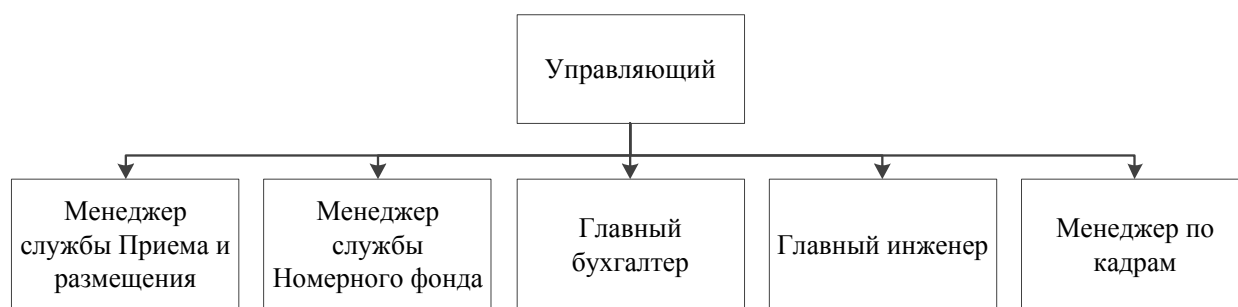 Управляющий
Менеджер
службы Приема и
размещения
Менеджер
службы
Номерного фонда
Главный
бухгалтер
Главный инженер
Менеджер по
кадрам